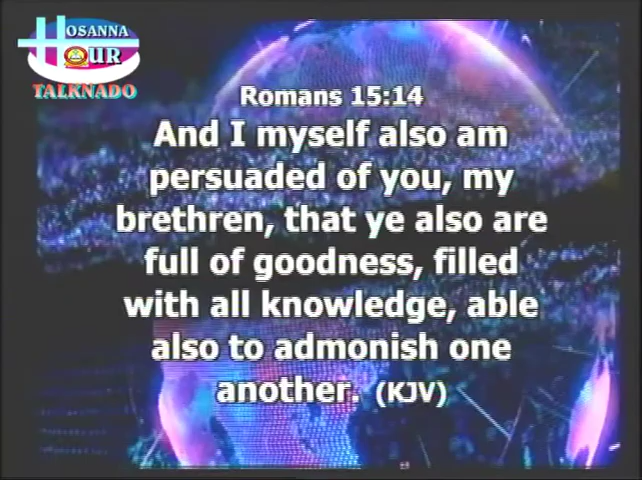 HOSANNA
HOUR
TALKNADO
Romans 15:14
And I myself also am
persuaded of you, my
brethren, that ye also are
full of goodness, filled
with all knowledge, able
also to admonish one
another. (KJV)